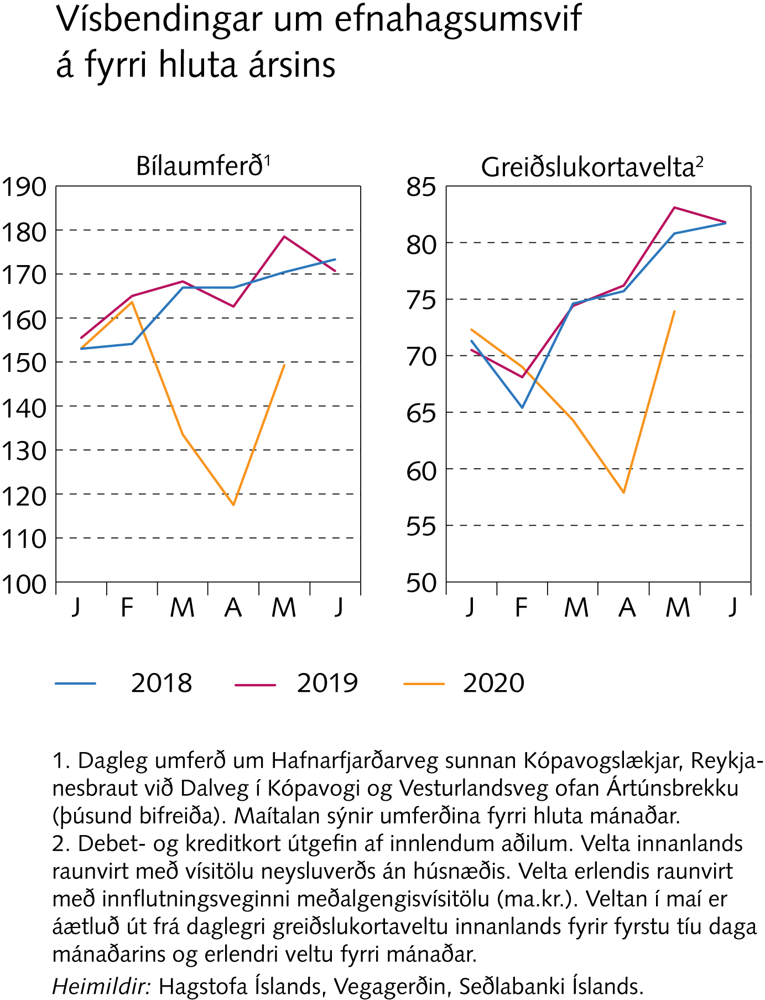 Vísbendingar um efnahagsumsvif
á fyrri hluta ársins
Bílaumferð¹
190
180
170
160
150
140
130
120
110
100
J F M A M J
Greiðslukortavelta²
85
80
75
70
65
60
55
50
J F M A M J
2018 2019 2020
1. Dagleg umferð um Hafnarfjarðarveg sunnan Kópavogslækjar, Reykja-
nesbraut við Dalveg í Kópavogi og Vesturlandsveg ofan Ártúnsbrekku
(þúsund bifreiða). Maítalan sýnir umferðina fyrri hluta mánaðar.
2. Debet- og kreditkort útgefin af innlendum aðilum. Velta innanlands
raunvirt með vísitölu neysluverðs án húsnæðis. Velta erlendis raunvirt
með innflutningsveginni meðalgengisvísitölu (ma.kr.). Veltan í maí er
áætluð út frá daglegri greiðslukortaveltu innanlands fyrir fyrstu tíu daga
mánaðarins og erlendri veltu fyrri mánaðar.
Heimildir: Hagstofa Íslands, Vegagerðin, Seðlabanki Íslands.